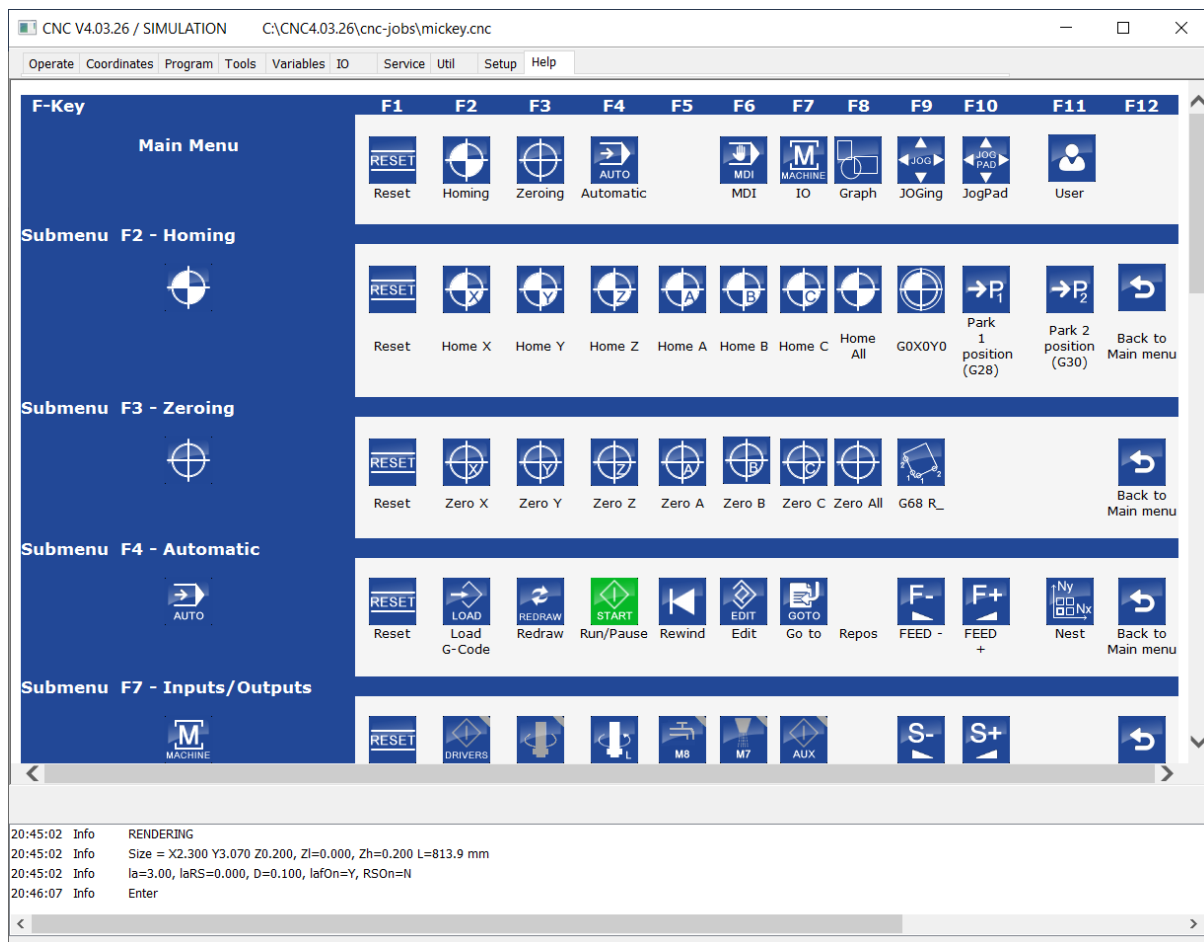 CNC V4.03.26 / SIMULATION C:\CNC4.03.26\cnc-jobs\mickey.cnc
Operate Coordinates Program Tools Variables IO Service Util Setup Help
F-Key F1 F2 F3 F4 F5 F6 F7 F8 F9 F10 F11 F12
Main Menu
RESET AUTO MDI M MACHINE JOG JOG PAD
Reset Homing Zeroing Automatic MDI IO Graph JOGing JogPad User
Submenu F2 - Homing
RESET X Y Z A B C P1 P2
Reset Home X Home Y Home Z Home A Home B Home C Home All G0X0Y0 Park 1 position (G28) Park 2 position (G30) Back to Main menu
Submenu F3 - Zeroing
RESET X Y Z A B C
Reset Zero X Zero Y Zero Z Zero A Zero B Zero C Zero All G68 R_ Back to Main menu
Submenu F4 - Automatic
AUTO RESET LOAD REDRAW START EDIT GOTO F- F+ Ny Nx
Reset Load G-Code Redraw Run/Pause Rewind Edit Go to Repos FEED - FEED + Nest Back to Main menu
Submenu F7 - Inputs/Outputs
M MACHINE RESET DRIVERS L M8 M7 AUX S- S+
20:45:02 Info RENDERING
20:45:02 Info Size = X2.300 Y3.070 Z0.200, Zl=0.000, Zh=0.200 L=813.9 mm
20:45:02 Info la=3.00, laRS=0.000, D=0.100, lafOn=Y, RSOn=N
20:46:07 Info Enter